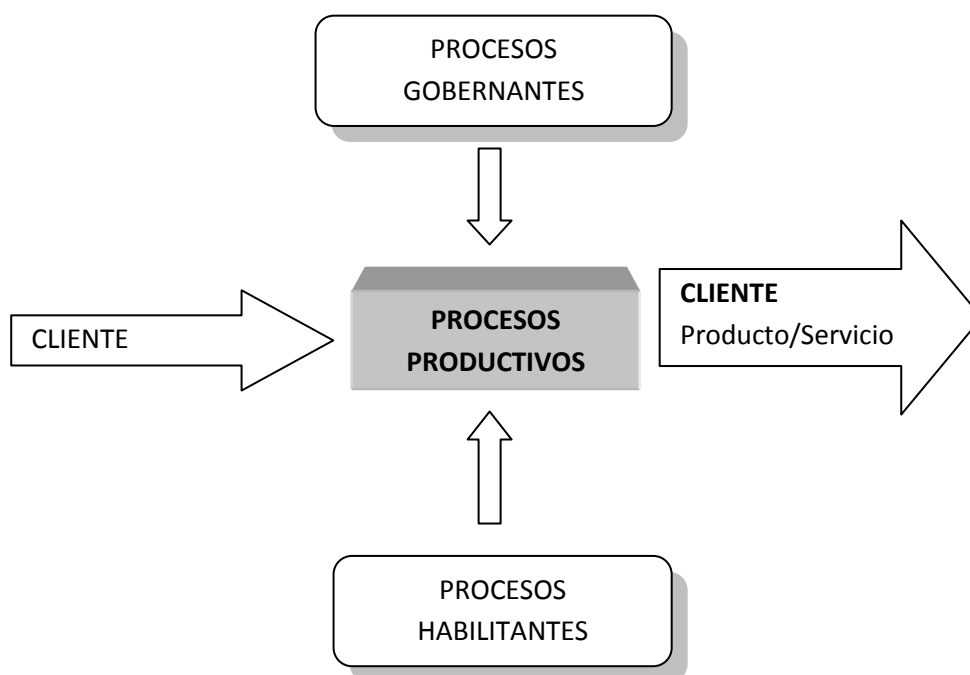 PROCESOS
GOBERNANTES
CLIENTE
PROCESOS
PRODUCTIVOS
CLIENTE
Producto/Servicio
PROCESOS
HABILITANTES